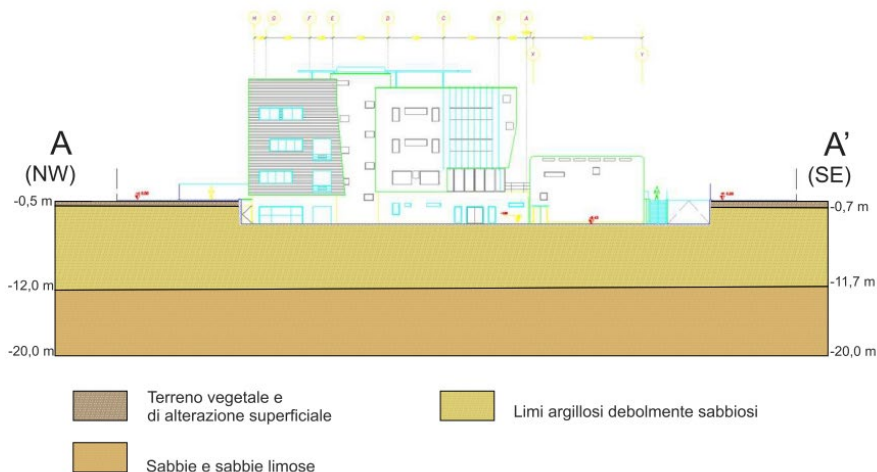 H G F E D C B A
X Y
A
(NW)
A'
(SE)
-0,5 m
-0,7 m
-12,0 m
-11,7 m
-20,0 m
-20,0 m
Terreno vegetale e
di alterazione superficiale
Limi argillosi debolmente sabbiosi
Sabbie e sabbie limose